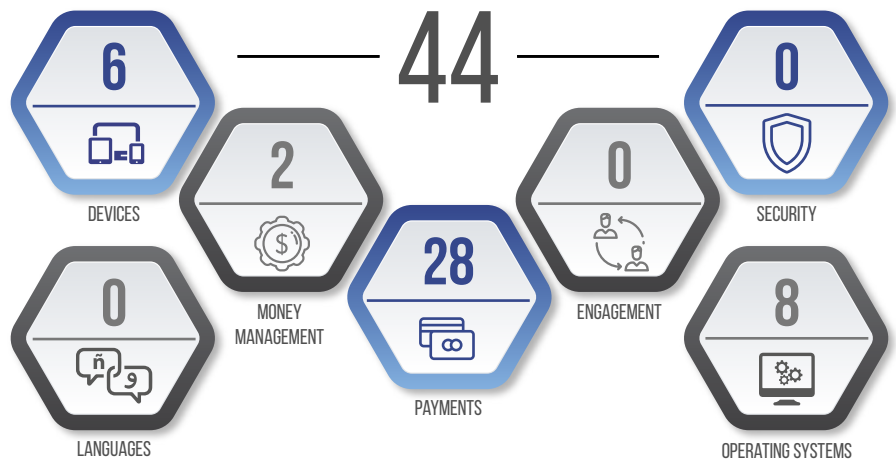 44
6
DEVICES
2
$
MONEY
MANAGEMENT
28
PAYMENTS
0
ENGAGEMENT
0
SECURITY
0
ñ
و
LANGUAGES
8
OPERATING SYSTEMS